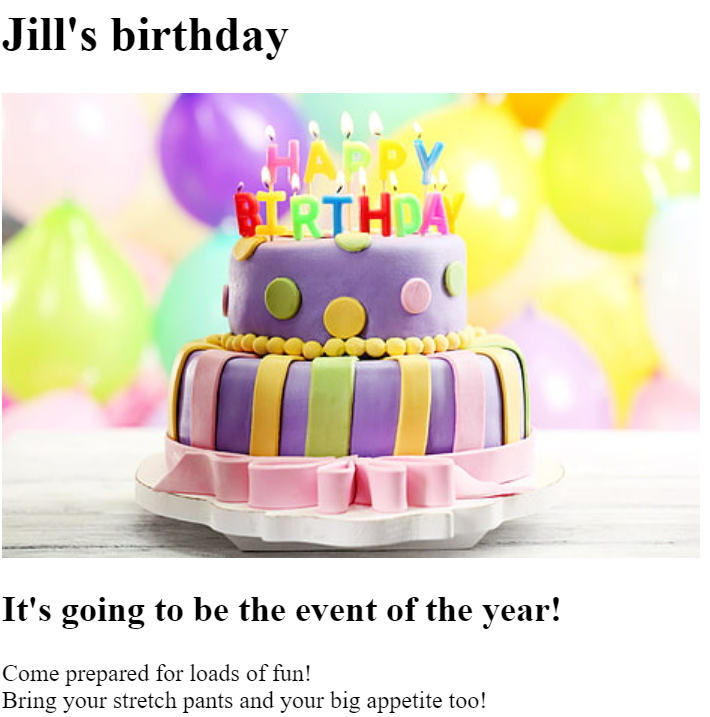 Jill's birthday
HAPPY
BIRTHDAY
It's going to be the event of the year!
Come prepared for loads of fun!
Bring your stretch pants and your big appetite too!